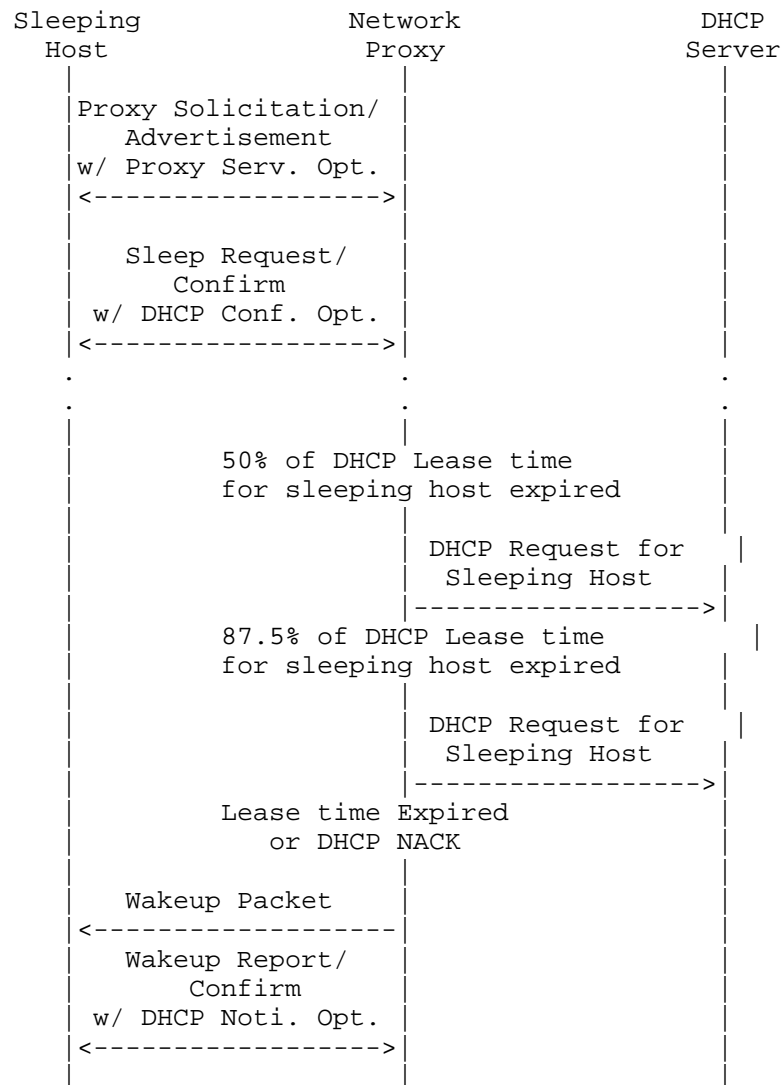 Sleeping Network DHCP
Host Proxy Server
Proxy Solicitation/
Advertisement
w/ Proxy Serv. Opt.
<------------------>
Sleep Request/
Confirm
w/ DHCP Conf. Opt.
<------------------>
. . .
. . .
50% of DHCP Lease time
for sleeping host expired
DHCP Request for
Sleeping Host
------------------>
87.5% of DHCP Lease time
for sleeping host expired
DHCP Request for
Sleeping Host
------------------>
Lease time Expired
or DHCP NACK
Wakeup Packet
<-------------------
Wakeup Report/
Confirm
w/ DHCP Noti. Opt.
<------------------>